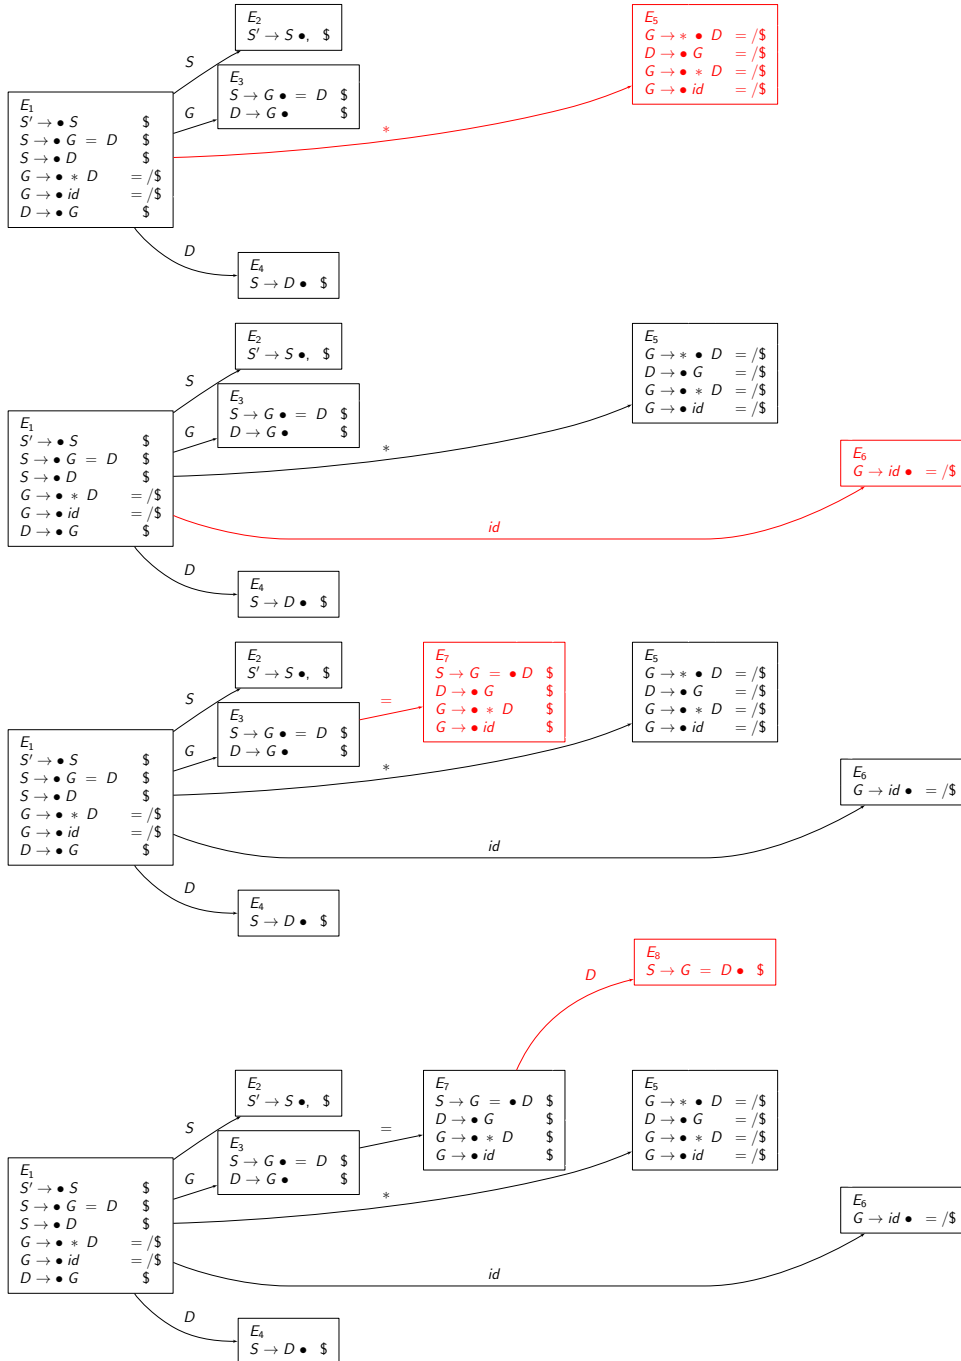 E₂
S′ → S ●, $
E₅
G → * ● D = /$
D → ● G = /$
G → ● * D = /$
G → ● id = /$
S
E₃
S → G ● = D $
D → G ● $
G
E₁
S′ → ● S $
S → ● G = D $
S → ● D $
G → ● * D = /$
G → ● id = /$
D → ● G $
*
D
E₄
S → D ● $
E₂
S′ → S ●, $
E₅
G → * ● D = /$
D → ● G = /$
G → ● * D = /$
G → ● id = /$
S
E₃
S → G ● = D $
D → G ● $
G
E₁
S′ → ● S $
S → ● G = D $
S → ● D $
G → ● * D = /$
G → ● id = /$
D → ● G $
*
E₆
G → id ● = /$
id
D
E₄
S → D ● $
E₂
S′ → S ●, $
E₇
S → G = ● D $
D → ● G $
G → ● * D $
G → ● id $
E₅
G → * ● D = /$
D → ● G = /$
G → ● * D = /$
G → ● id = /$
S
=
E₃
S → G ● = D $
D → G ● $
G
E₁
S′ → ● S $
S → ● G = D $
S → ● D $
G → ● * D = /$
G → ● id = /$
D → ● G $
*
E₆
G → id ● = /$
id
D
E₄
S → D ● $
E₈
S → G = D ● $
D
E₂
S′ → S ●, $
E₇
S → G = ● D $
D → ● G $
G → ● * D $
G → ● id $
E₅
G → * ● D = /$
D → ● G = /$
G → ● * D = /$
G → ● id = /$
S
=
E₃
S → G ● = D $
D → G ● $
G
E₁
S′ → ● S $
S → ● G = D $
S → ● D $
G → ● * D = /$
G → ● id = /$
D → ● G $
*
E₆
G → id ● = /$
id
D
E₄
S → D ● $